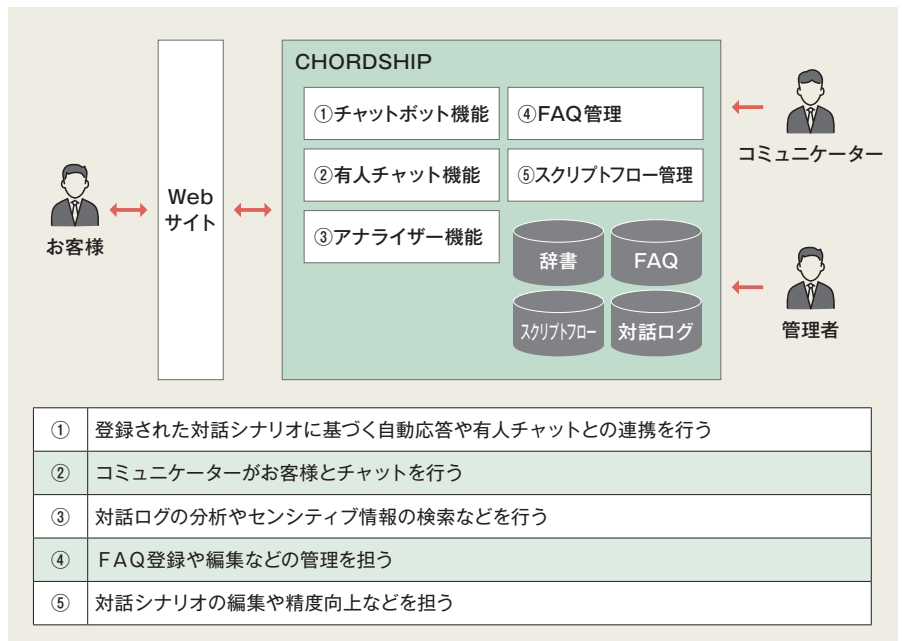 CHORDSHIP
①チャットボット機能
④FAQ管理
②有人チャット機能
⑤スクリプトフロー管理
③アナライザー機能
辞書
FAQ
スクリプトフロー
対話ログ
お客様
Web
サイト
コミュニケーター
管理者
① 登録された対話シナリオに基づく自動応答や有人チャットとの連携を行う
② コミュニケーターがお客様とチャットを行う
③ 対話ログの分析やセンシティブ情報の検索などを行う
④ FAQ登録や編集などの管理を担う
⑤ 対話シナリオの編集や精度向上などを担う